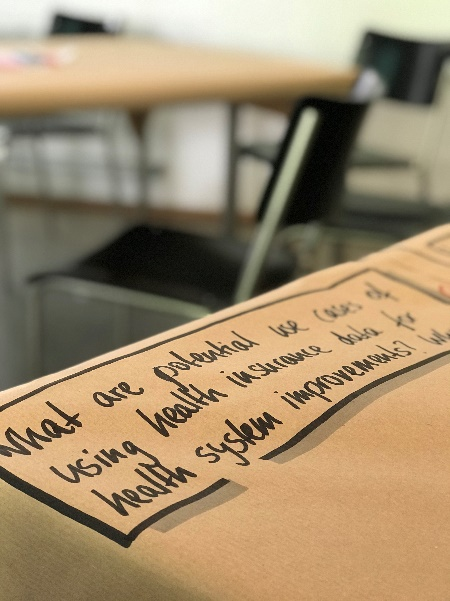 What are potential use cases of
using health insurance data for
health system improvements?